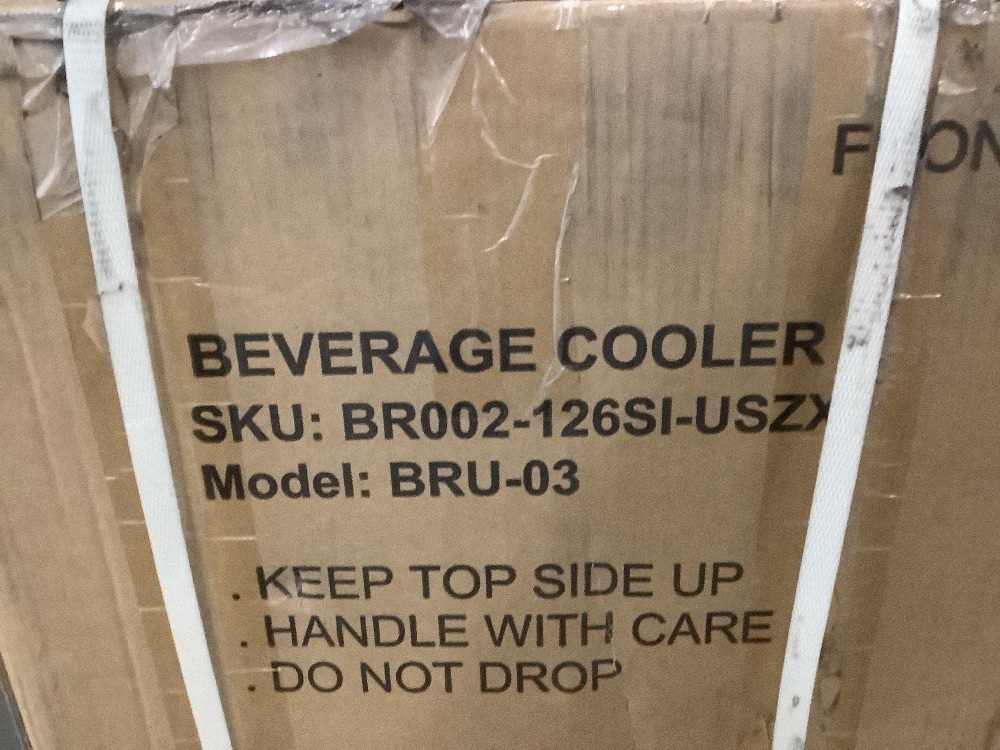 BEVERAGE COOLER
SKU: BR002-126SI-USZX
Model: BRU-03
. KEEP TOP SIDE UP
. HANDLE WITH CARE
. DO NOT DROP